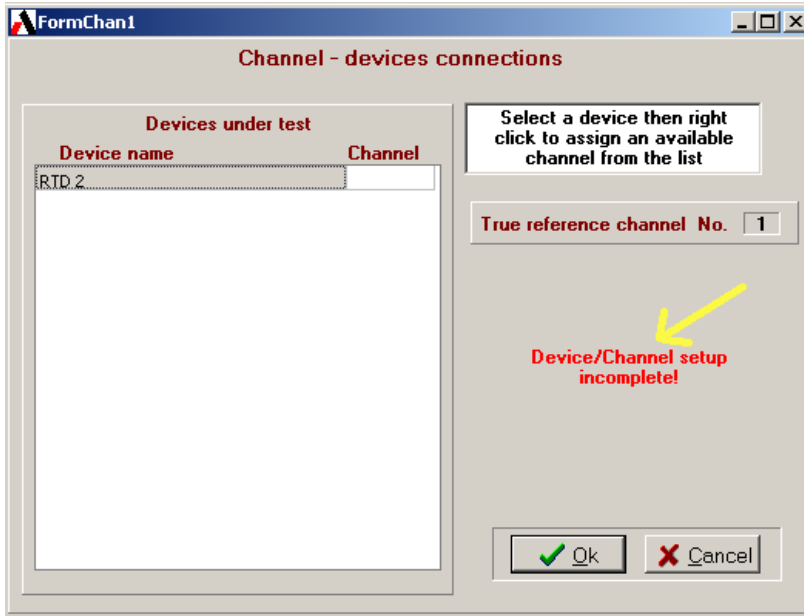 FormChan1
Channel - devices connections
Devices under test
Device name Channel
RTD 2
Select a device then right
click to assign an available
channel from the list
True reference channel No. 1
Device/Channel setup
incomplete!
Ok Cancel